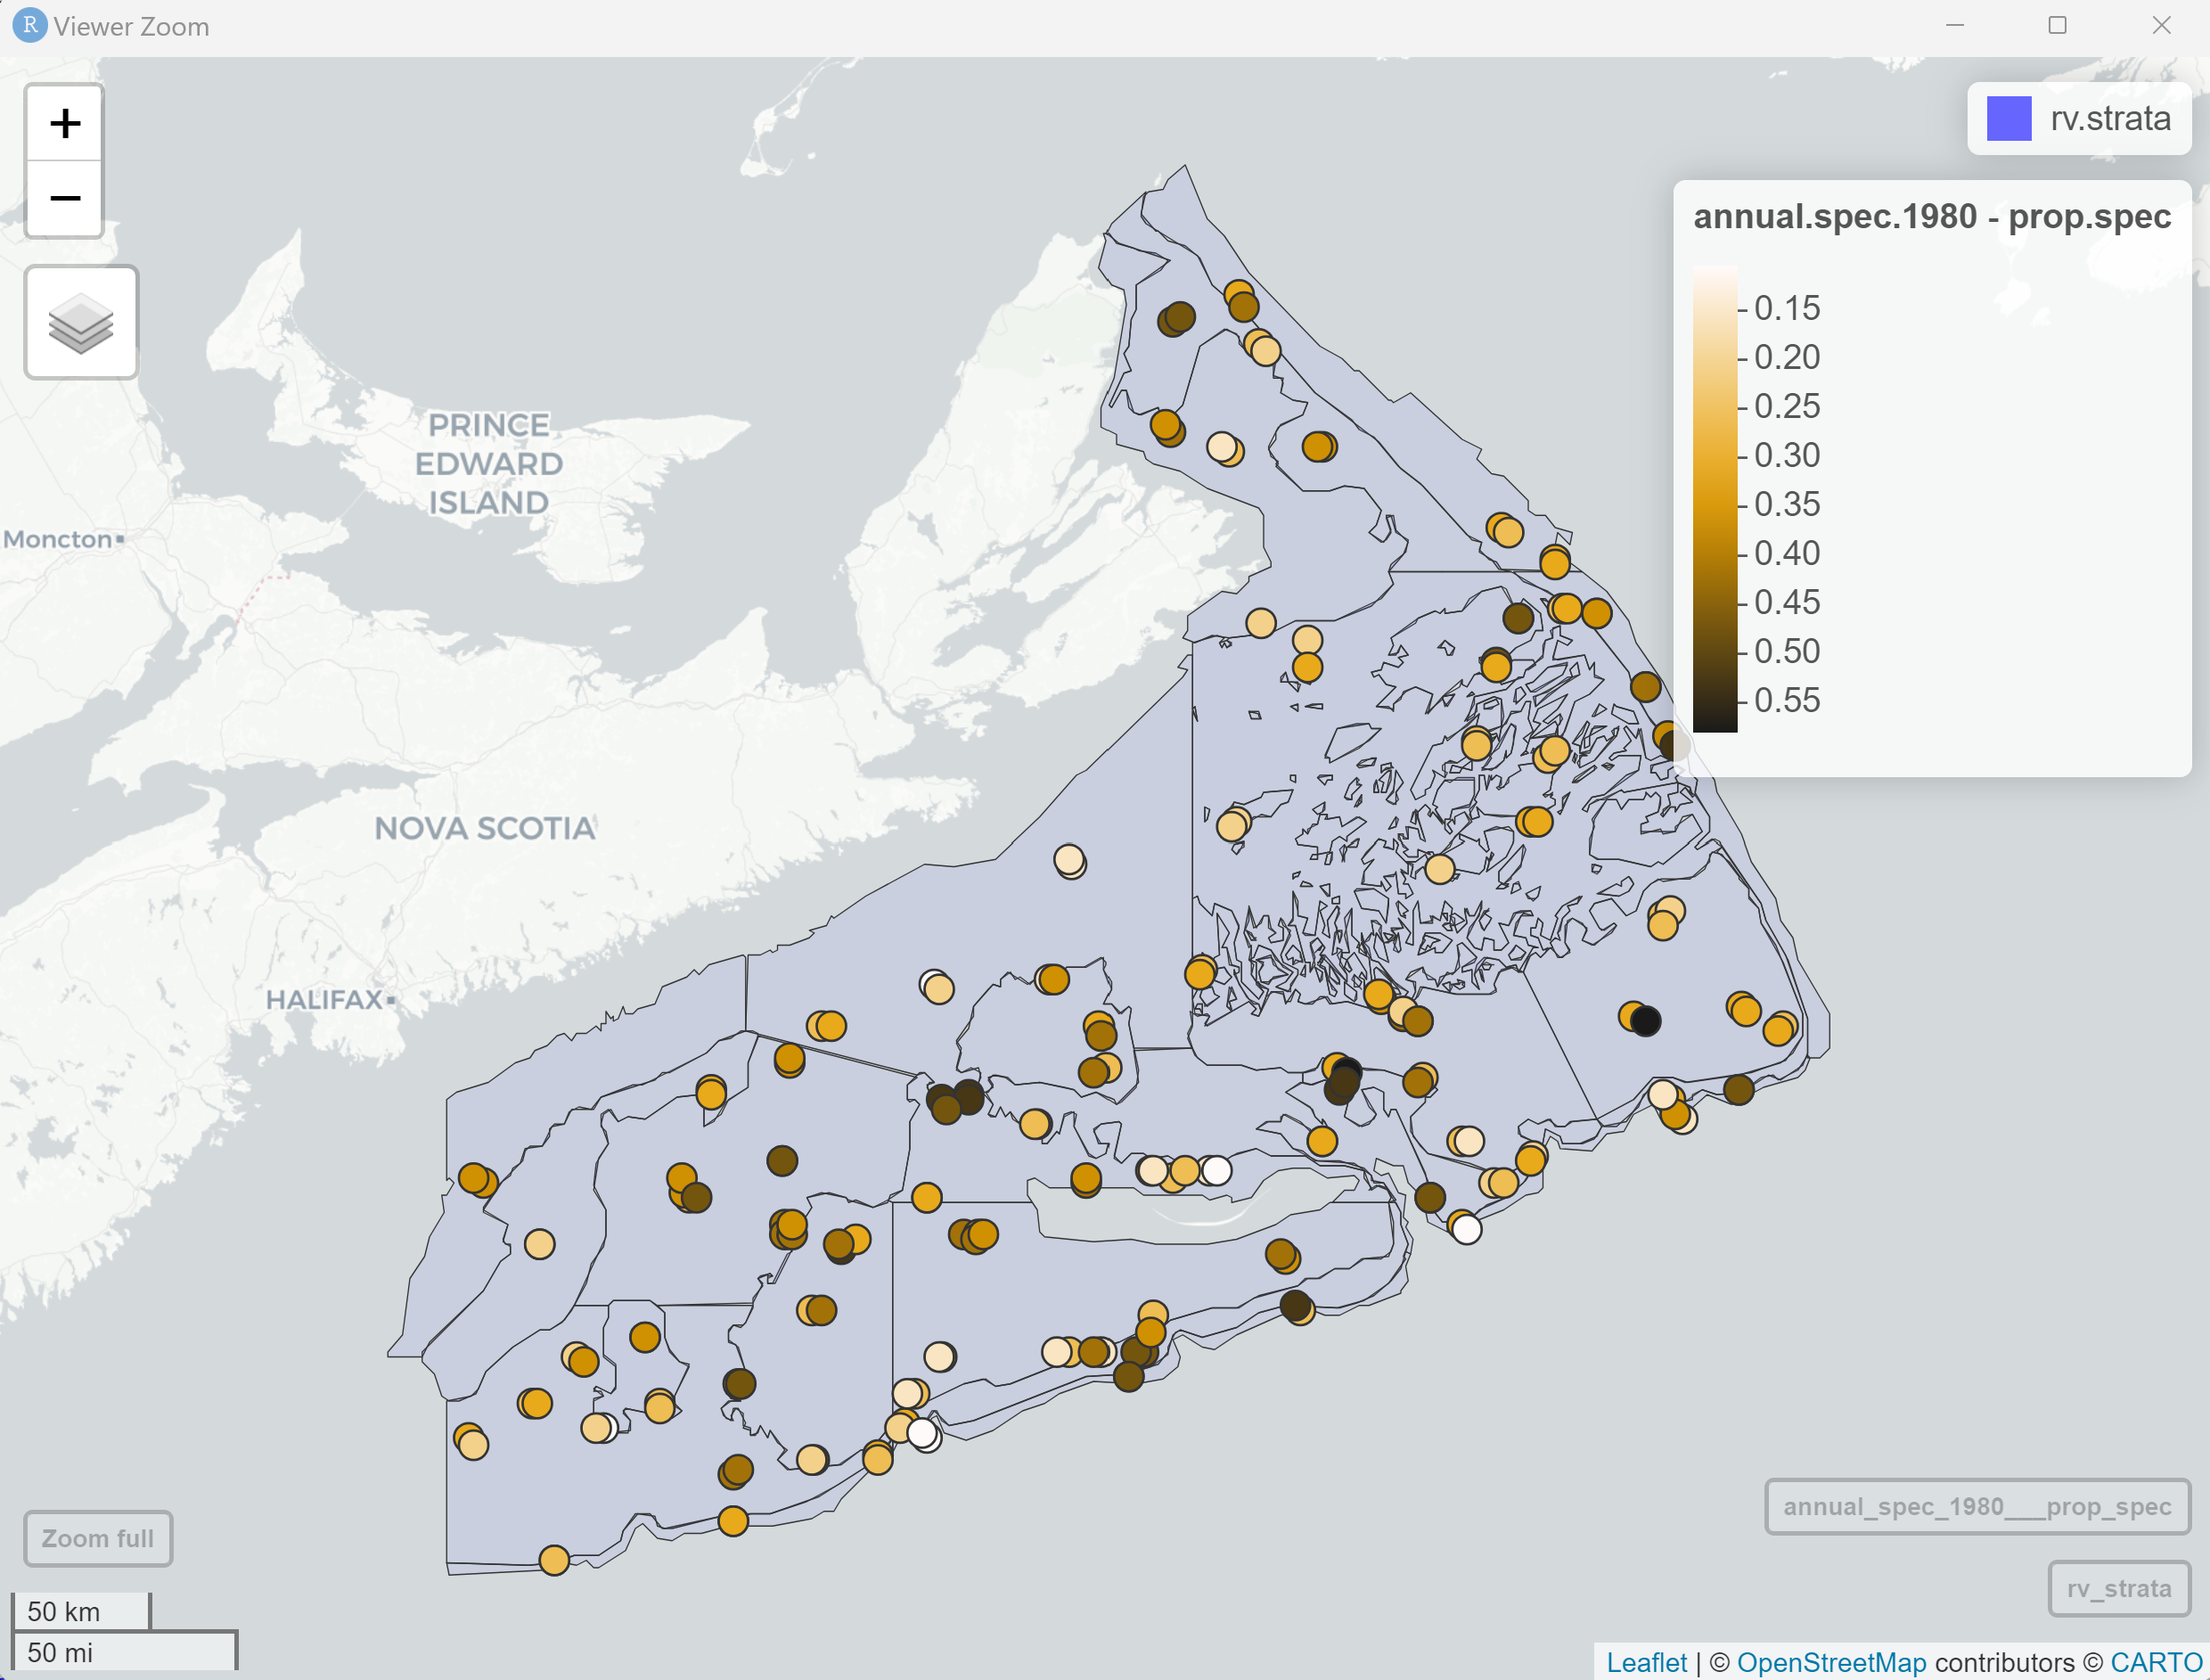 R Viewer Zoom
+
−
rv.strata
annual.spec.1980 - prop.spec
0.15
0.20
0.25
0.30
0.35
0.40
0.45
0.50
0.55
PRINCE
EDWARD
ISLAND
Moncton
NOVA SCOTIA
HALIFAX
annual_spec_1980___prop_spec
Zoom full
rv_strata
50 km
50 mi
Leaflet | © OpenStreetMap contributors © CARTO